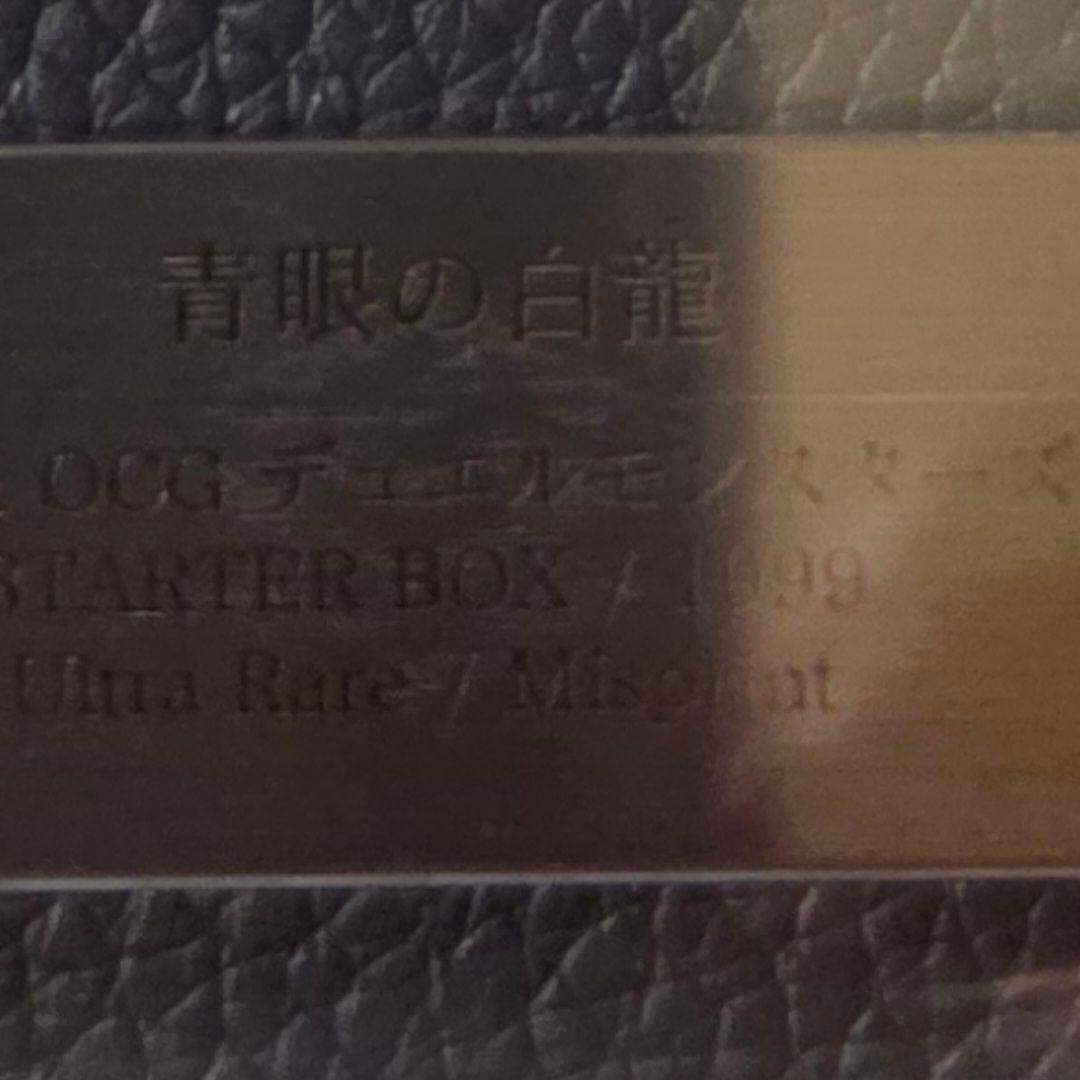 青眼の白龍
OCG デュエルモンスターズ
STARTER BOX / 1999
Ultra Rare / Misprint